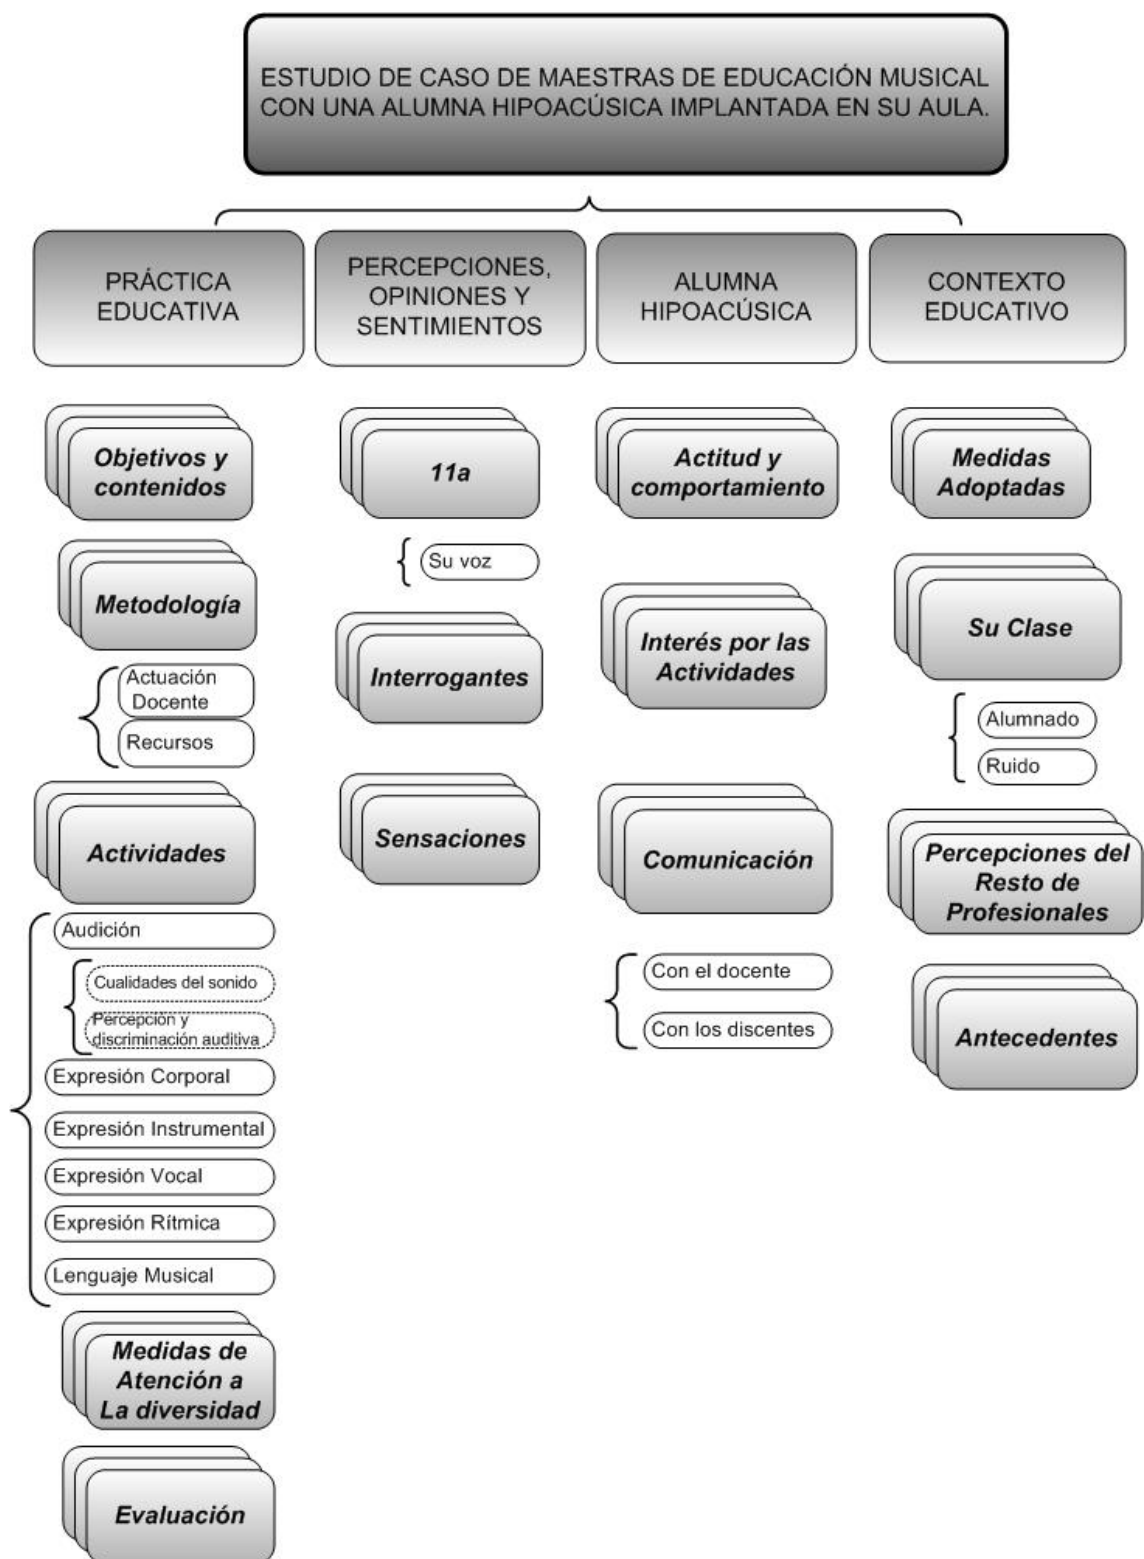 ESTUDIO DE CASO DE MAESTRAS DE EDUCACIÓN MUSICAL
CON UNA ALUMNA HIPOACÚSICA IMPLANTADA EN SU AULA.
PRÁCTICA
EDUCATIVA
PERCEPCIONES,
OPINIONES Y
SENTIMIENTOS
ALUMNA
HIPOACÚSICA
CONTEXTO
EDUCATIVO
Objetivos y
contenidos
Metodología
Actuación
Docente
Recursos
Actividades
Audición
Cualidades del sonido
Percepción y
discriminación auditiva
Expresión Corporal
Expresión Instrumental
Expresión Vocal
Expresión Rítmica
Lenguaje Musical
Medidas de
Atención a
La diversidad
Evaluación
11a
Su voz
Interrogantes
Sensaciones
Actitud y
comportamiento
Interés por las
Actividades
Comunicación
Con el docente
Con los discentes
Medidas
Adoptadas
Su Clase
Alumnado
Ruido
Percepciones del
Resto de
Profesionales
Antecedentes